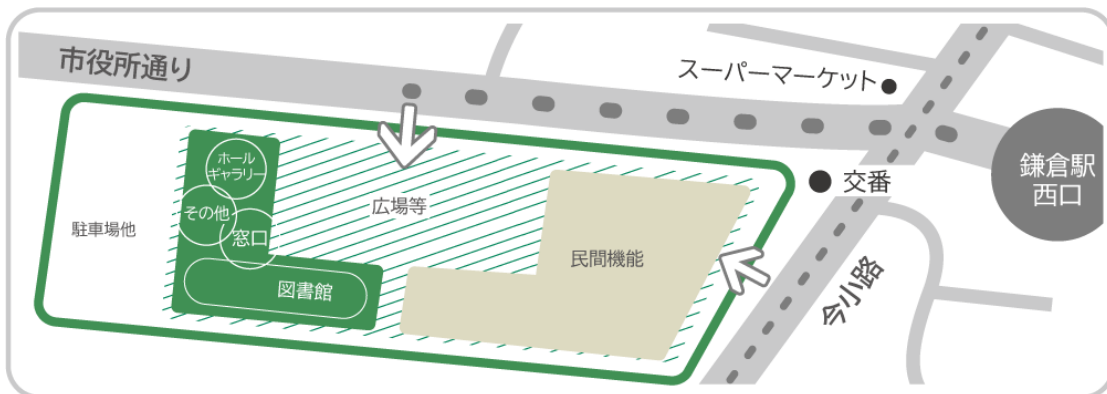 市役所通り
スーパーマーケット
鎌倉駅
西口
交番
ホール
ギャラリー
その他
窓口
広場等
駐車場他
民間機能
図書館
今小路